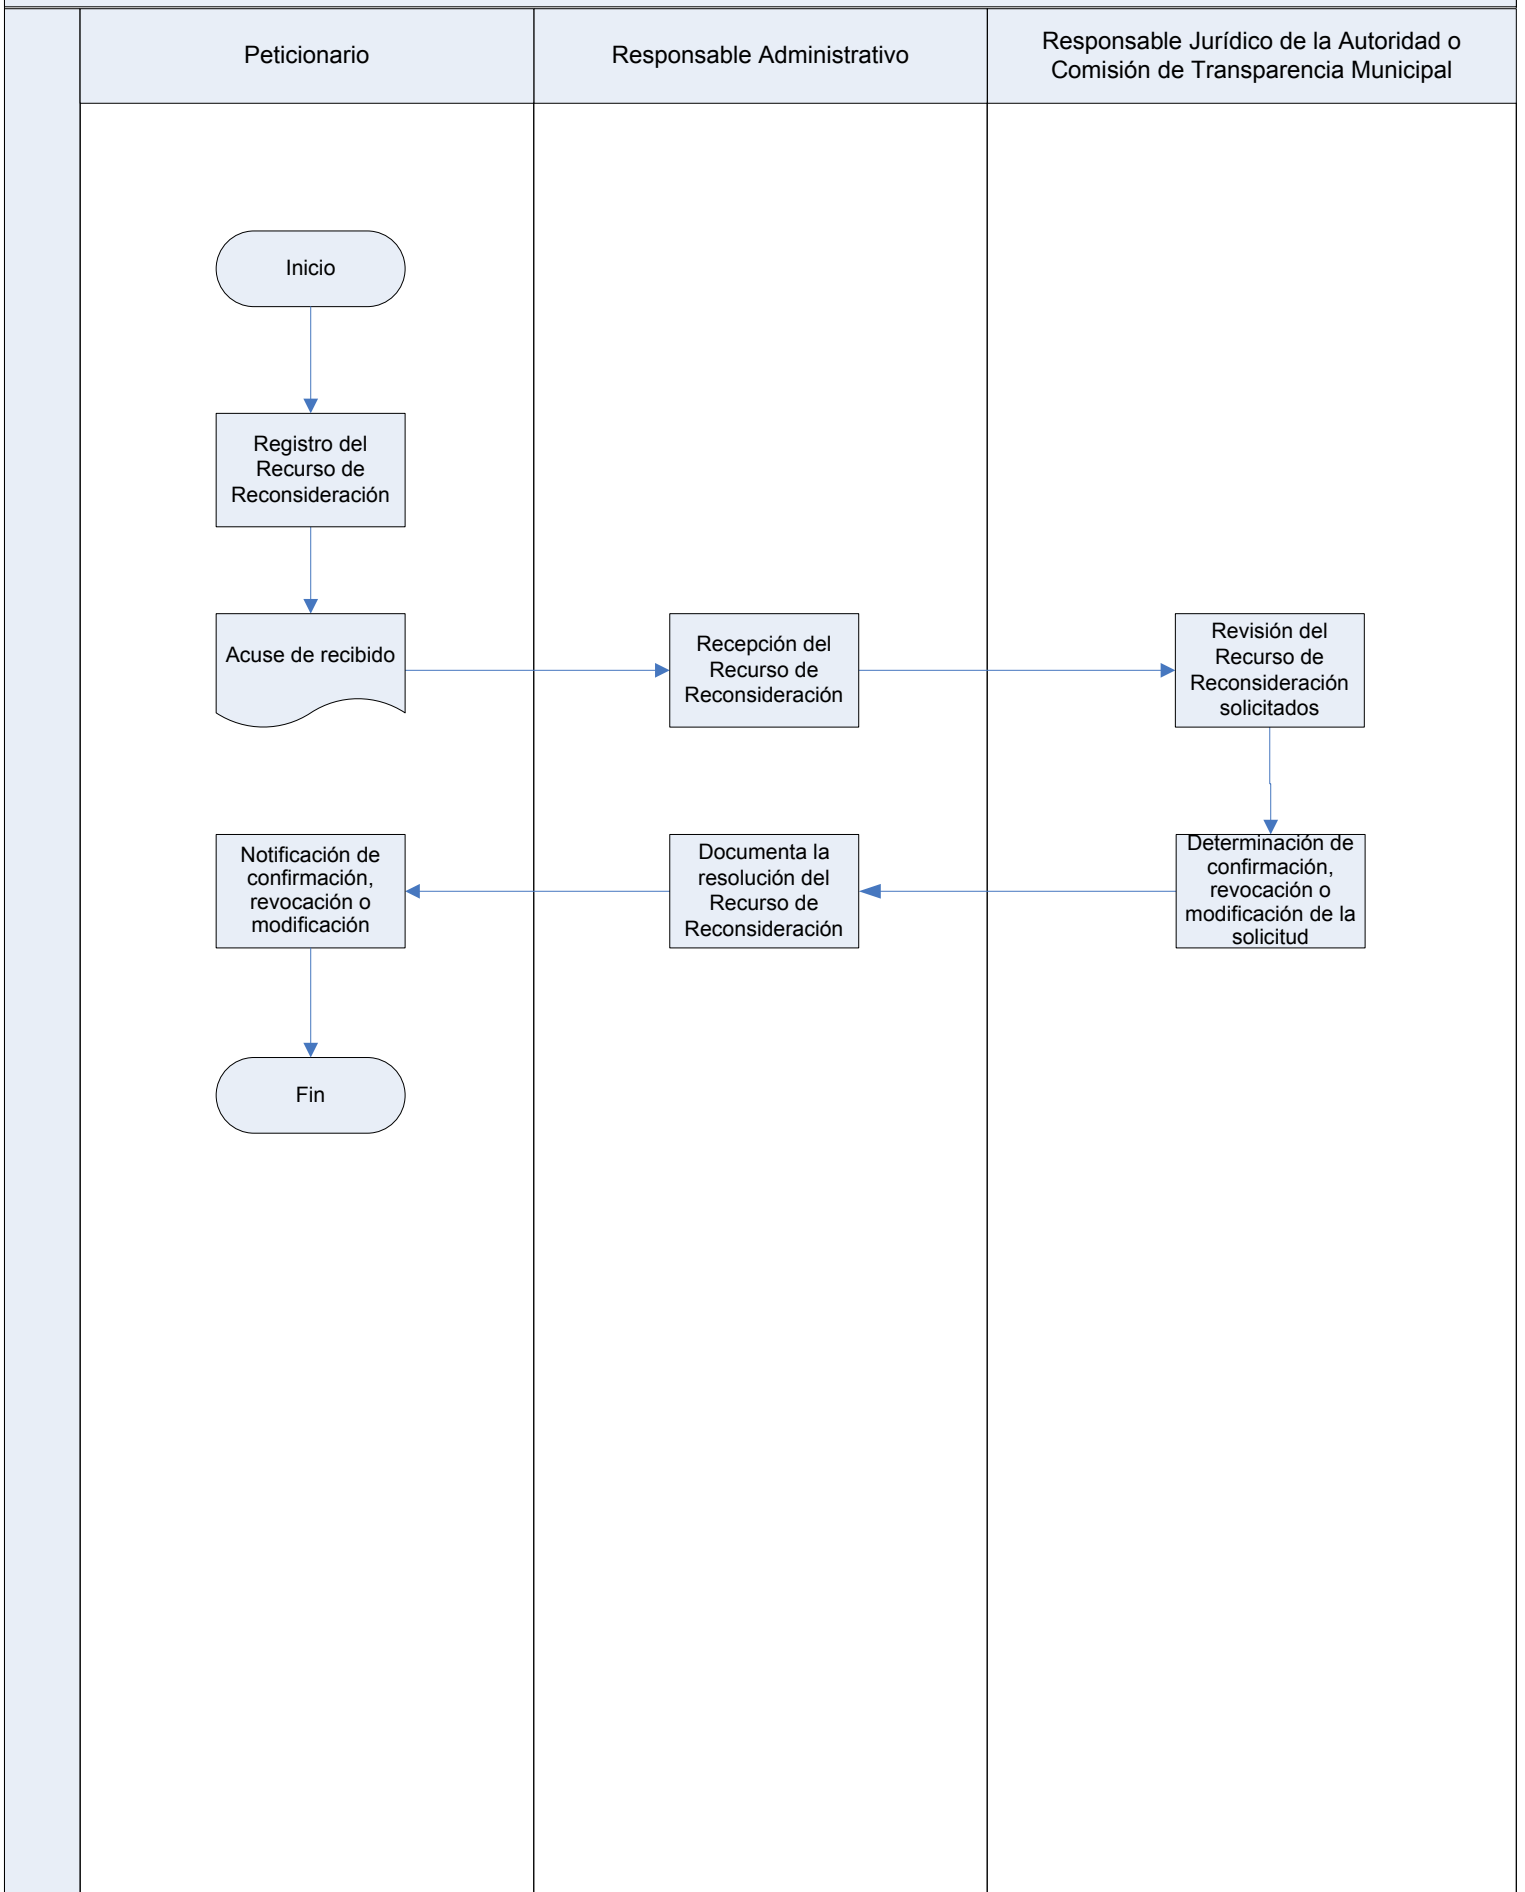 Peticionario
Responsable Administrativo
Responsable Jurídico de la Autoridad o
Comisión de Transparencia Municipal
Inicio
Registro del
Recurso de
Reconsideración
Acuse de recibido
Recepción del
Recurso de
Reconsideración
Revisión del
Recurso de
Reconsideración
solicitados
Notificación de
confirmación,
revocación o
modificación
Documenta la
resolución del
Recurso de
Reconsideración
Determinación de
confirmación,
revocación o
modificación de la
solicitud
Fin